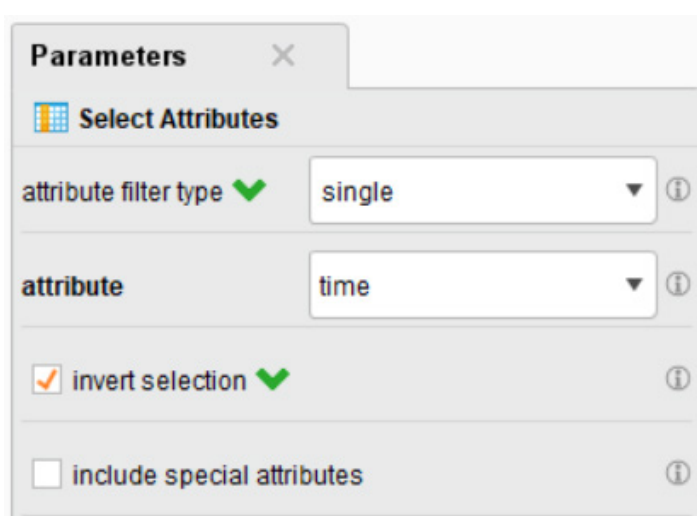 Parameters
Select Attributes
attribute filter type single
attribute time
invert selection
include special attributes